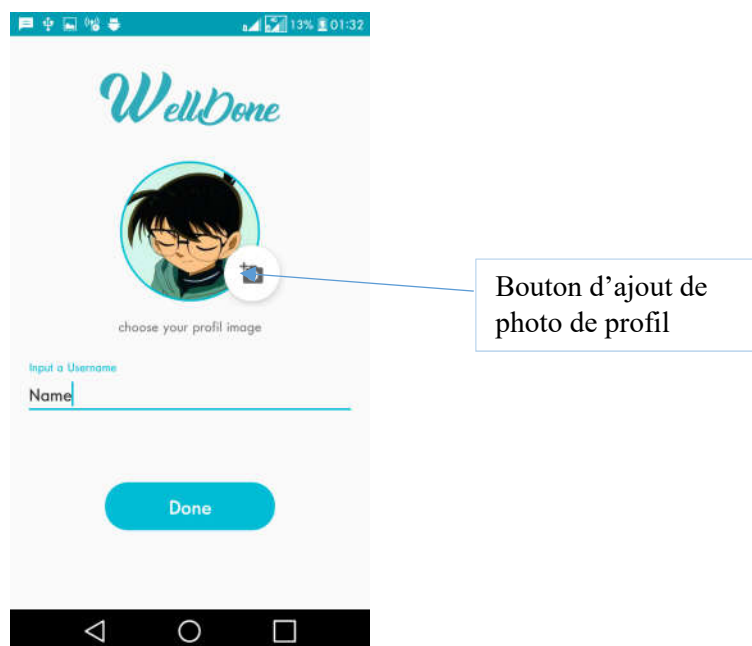 13% 01:32
WellDone
choose your profil image
Input a Username
Name
Done
Bouton d’ajout de
photo de profil